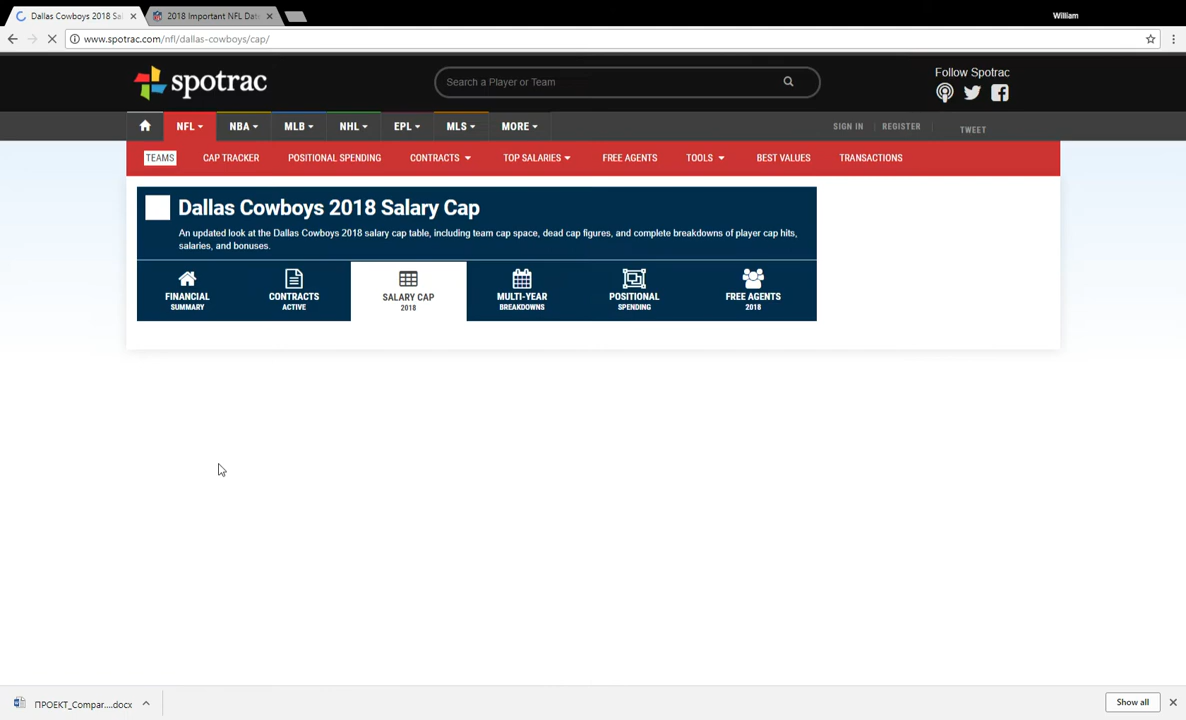 Dallas Cowboys 2018 Sal
2018 Important NFL Date
William
www.spotrac.com/nfl/dallas-cowboys/cap/
spotrac
Search a Player or Team
Follow Spotrac
NFL NBA MLB NHL EPL MLS MORE
SIGN IN REGISTER TWEET
TEAMS CAP TRACKER POSITIONAL SPENDING CONTRACTS TOP SALARIES FREE AGENTS TOOLS BEST VALUES TRANSACTIONS
Dallas Cowboys 2018 Salary Cap
An updated look at the Dallas Cowboys 2018 salary cap table, including team cap space, dead cap figures, and complete breakdowns of player cap hits,
salaries, and bonuses.
FINANCIAL
SUMMARY
CONTRACTS
ACTIVE
SALARY CAP
2018
MULTI-YEAR
BREAKDOWNS
POSITIONAL
SPENDING
FREE AGENTS
2018
ПРОЕКТ_Compar....docx
Show all